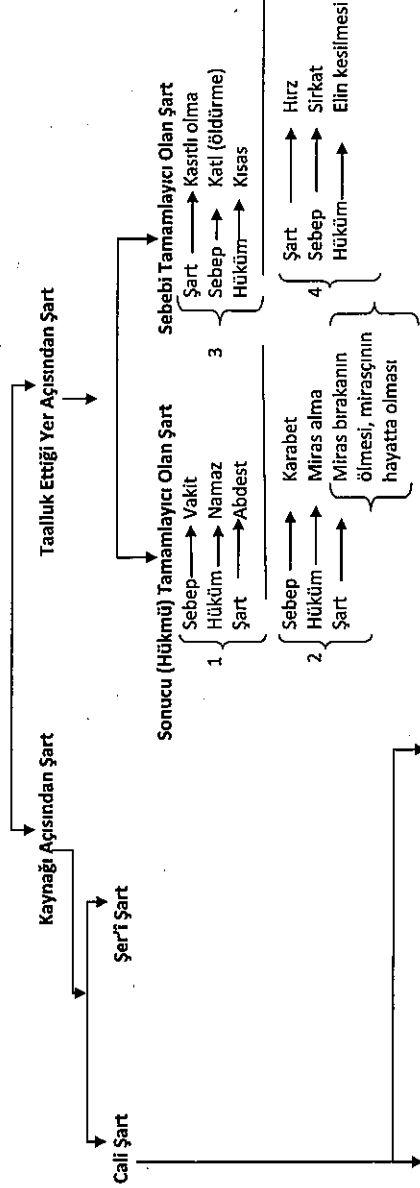 Kaynağı Açısından Şart
Taalluk Ettiği Yer Açısından Şart
Cali Şart
Şer'î Şart
Sonucu (Hükmü) Tamamlayıcı Olan Şart
1
Sebep Vakit
Hüküm Namaz
Şart Abdest
2
Sebep Karabet
Hüküm Miras alma
Şart Miras bırakanın
ölmesi, mirasçının
hayatta olması
Sebebi Tamamlayıcı Olan Şart
3
Şart Kasıtlı olma
Sebep Katl (öldürme)
Hüküm Kısas
4
Şart Hırz
Sebep Sirkat
Hüküm Elin kesilmesi